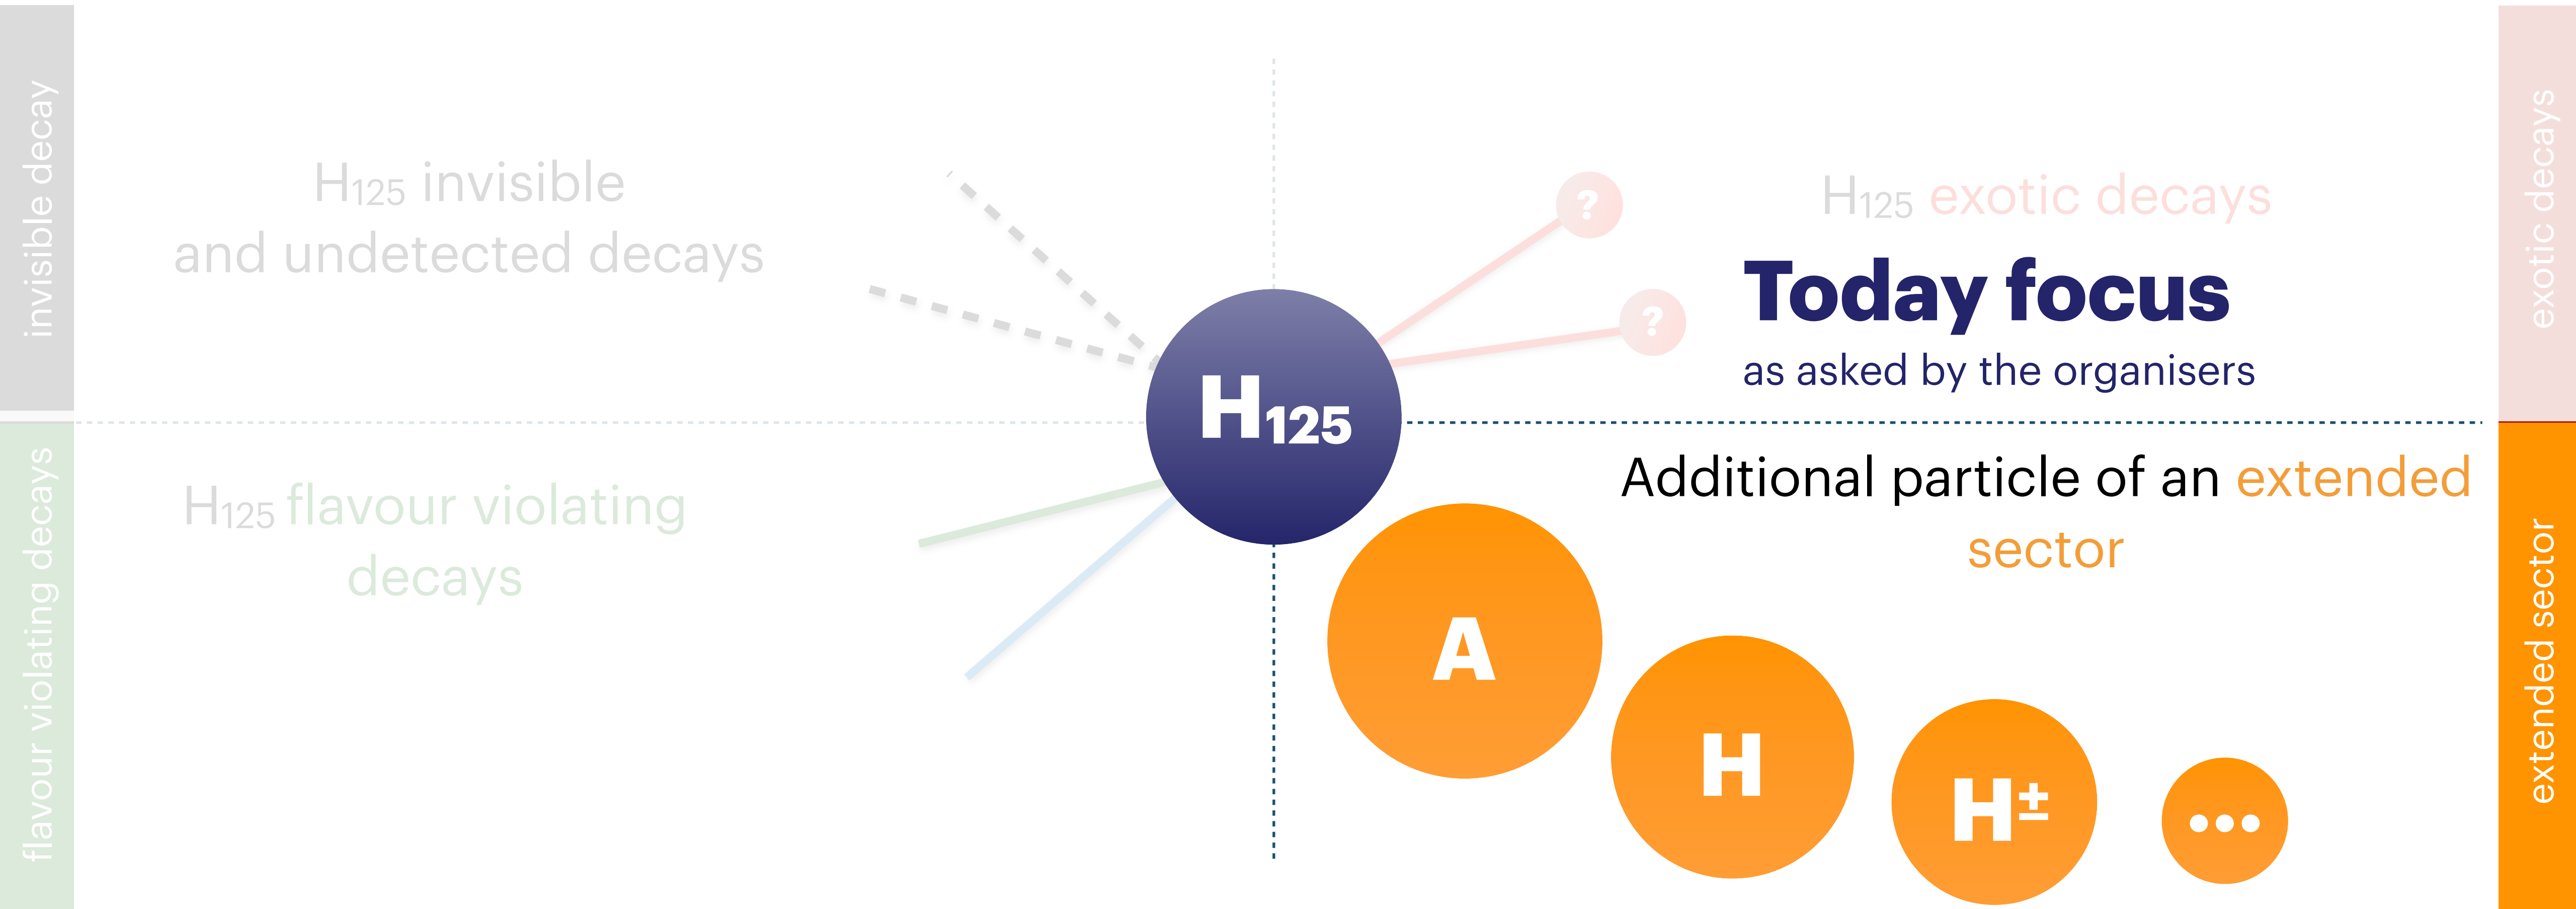 invisible decay
H₁₂₅ invisible
and undetected decays
?
?
H₁₂₅ exotic decays
Today focus
as asked by the organisers
exotic decays
H₁₂₅
flavour violating decays
H₁₂₅ flavour violating
decays
Additional particle of an extended
sector
A
H
H±
...
extended sector